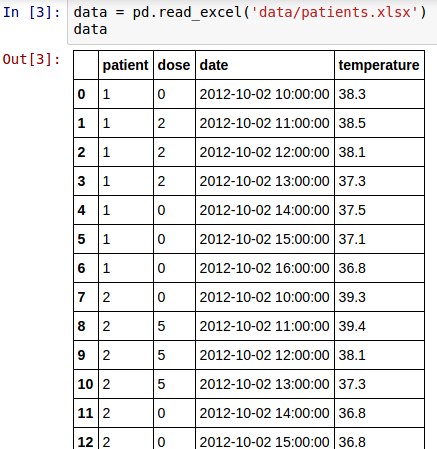 In [3]: data = pd.read_excel('data/patients.xlsx')
data
Out[3]:
patient dose date temperature
0 1 0 2012-10-02 10:00:00 38.3
1 1 2 2012-10-02 11:00:00 38.5
2 1 2 2012-10-02 12:00:00 38.1
3 1 2 2012-10-02 13:00:00 37.3
4 1 0 2012-10-02 14:00:00 37.5
5 1 0 2012-10-02 15:00:00 37.1
6 1 0 2012-10-02 16:00:00 36.8
7 2 0 2012-10-02 10:00:00 39.3
8 2 5 2012-10-02 11:00:00 39.4
9 2 5 2012-10-02 12:00:00 38.1
10 2 5 2012-10-02 13:00:00 37.3
11 2 0 2012-10-02 14:00:00 36.8
12 2 0 2012-10-02 15:00:00 36.8